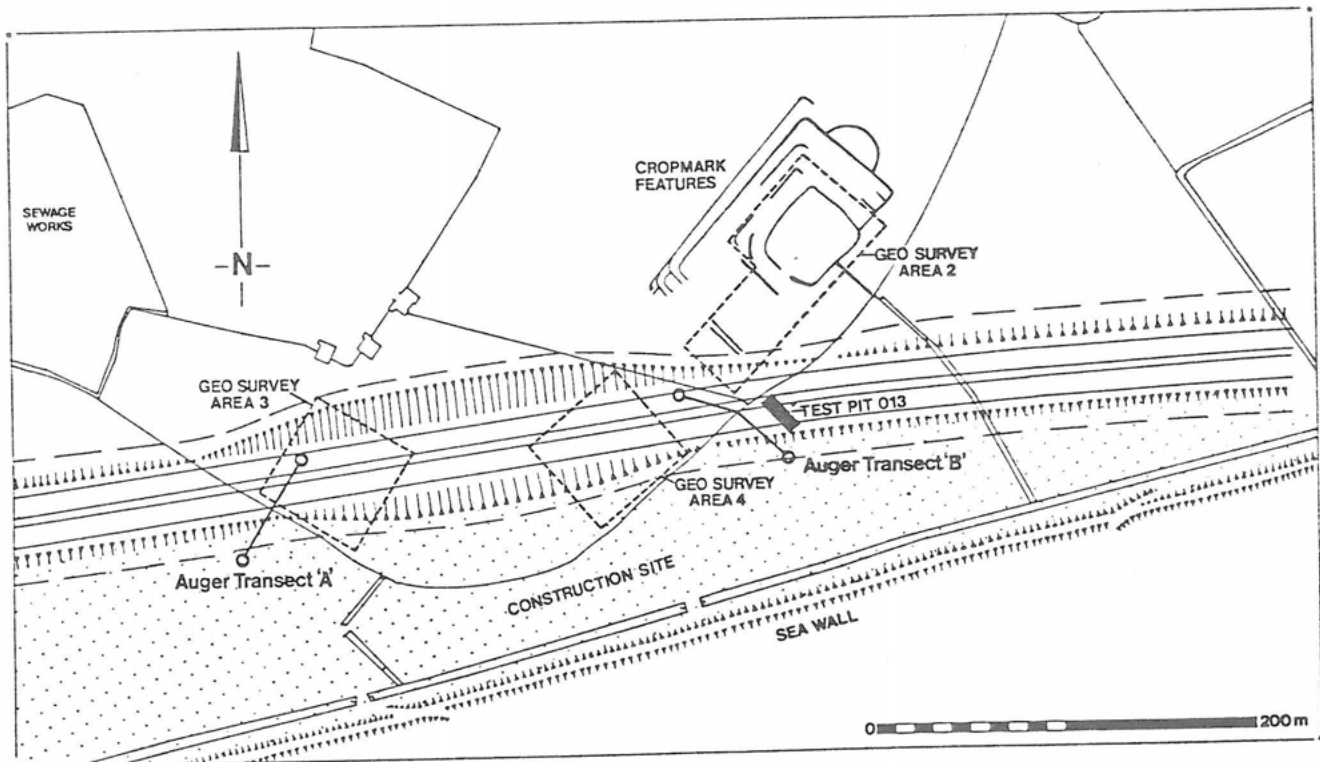 CROPMARK
FEATURES
SEWAGE
WORKS
-N-
GEO SURVEY
AREA 2
GEO SURVEY
AREA 3
TEST PIT 013
Auger Transect 'B'
GEO SURVEY
AREA 4
Auger Transect 'A'
CONSTRUCTION SITE
SEA WALL
0 200 m